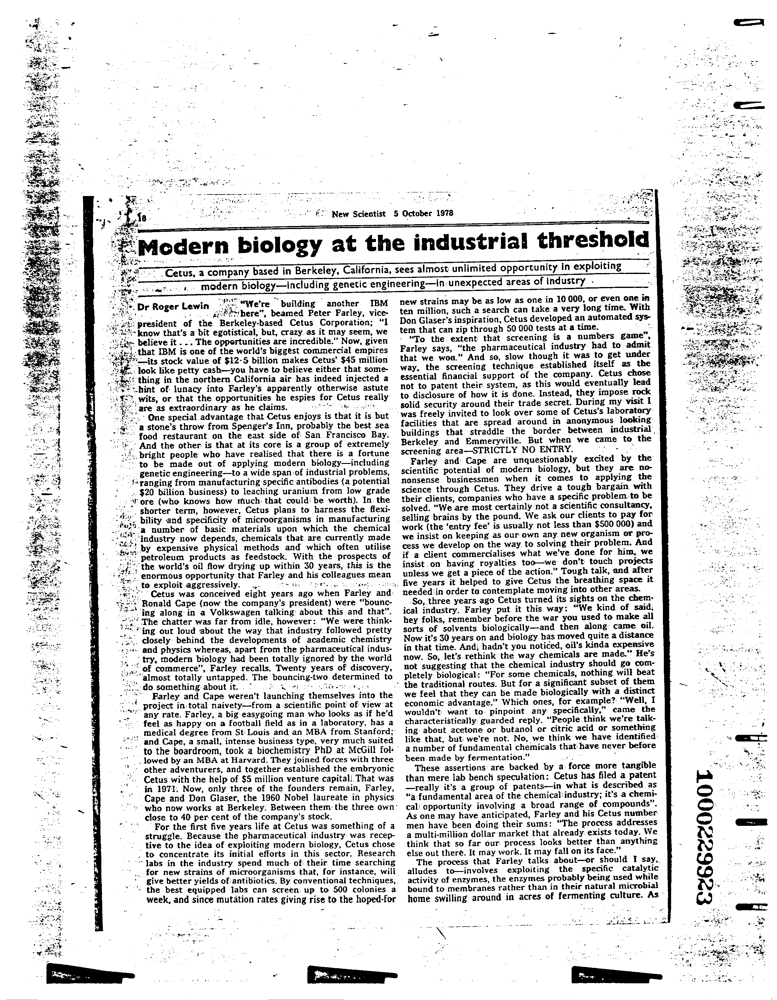 18
New Scientist 5 October 1978
Modern biology at the industrial threshold
Cetus, a company based in Berkeley, California, sees almost unlimited opportunity in exploiting
modern biology—including genetic engineering—in unexpected areas of industry
Dr Roger Lewin
"We're building another IBM
here", beamed Peter Farley, vice-
president of the Berkeley-based Cetus Corporation; "I
know that's a bit egotistical, but, crazy as it may seem, we
believe it . . . The opportunities are incredible." Now, given
that IBM is one of the world's biggest commercial empires
—its stock value of $12·5 billion makes Cetus' $45 million
look like petty cash—you have to believe either that some-
thing in the northern California air has indeed injected a
hint of lunacy into Farley's apparently otherwise astute
wits, or that the opportunities he espies for Cetus really
are as extraordinary as he claims.
One special advantage that Cetus enjoys is that it is but
a stone's throw from Spenger's Inn, probably the best sea
food restaurant on the east side of San Francisco Bay.
And the other is that at its core is a group of extremely
bright people who have realised that there is a fortune
to be made out of applying modern biology—including
genetic engineering—to a wide span of industrial problems,
ranging from manufacturing specific antibodies (a potential
$20 billion business) to leaching uranium from low grade
ore (who knows how much that could be worth). In the
shorter term, however, Cetus plans to harness the flexi-
bility and specificity of microorganisms in manufacturing
a number of basic materials upon which the chemical
industry now depends, chemicals that are currently made
by expensive physical methods and which often utilise
petroleum products as feedstock. With the prospects of
the world's oil flow drying up within 30 years, this is the
enormous opportunity that Farley and his colleagues mean
to exploit aggressively.
Cetus was conceived eight years ago when Farley and
Ronald Cape (now the company's president) were "bounc-
ing along in a Volkswagen talking about this and that".
The chatter was far from idle, however: "We were think-
ing out loud about the way that industry followed pretty
closely behind the developments of academic chemistry
and physics whereas, apart from the pharmaceutical indus-
try, modern biology had been totally ignored by the world
of commerce", Farley recalls. Twenty years of discovery,
almost totally untapped. The bouncing-two determined to
do something about it.
Farley and Cape weren't launching themselves into the
project in total naivety—from a scientific point of view at
any rate. Farley, a big easygoing man who looks as if he'd
feel as happy on a football field as in a laboratory, has a
medical degree from St Louis and an MBA from Stanford;
and Cape, a small, intense business type, very much suited
to the boardroom, took a biochemistry PhD at McGill fol-
lowed by an MBA at Harvard. They joined forces with three
other adventurers, and together established the embryonic
Cetus with the help of $5 million venture capital. That was
in 1971. Now, only three of the founders remain, Farley,
Cape and Don Glaser, the 1960 Nobel laureate in physics
who now works at Berkeley. Between them the three own
close to 40 per cent of the company's stock.
For the first five years life at Cetus was something of a
struggle. Because the pharmaceutical industry was recep-
tive to the idea of exploiting modern biology, Cetus chose
to concentrate its initial efforts in this sector. Research
labs in the industry spend much of their time searching
for new strains of microorganisms that, for instance, will
give better yields of antibiotics. By conventional techniques,
the best equipped labs can screen up to 500 colonies a
week, and since mutation rates giving rise to the hoped-for
new strains may be as low as one in 10 000, or even one in
ten million, such a search can take a very long time. With
Don Glaser's inspiration, Cetus developed an automated sys-
tem that can zip through 50 000 tests at a time.
"To the extent that screening is a numbers game",
Farley says, "the pharmaceutical industry had to admit
that we won." And so, slow though it was to get under
way, the screening technique established itself as the
essential financial support of the company. Cetus chose
not to patent their system, as this would eventually lead
to disclosure of how it is done. Instead, they impose rock
solid security around their trade secret. During my visit I
was freely invited to look over some of Cetus's laboratory
facilities that are spread around in anonymous looking
buildings that straddle the border between industrial
Berkeley and Emmeryville. But when we came to the
screening area—STRICTLY NO ENTRY.
Farley and Cape are unquestionably excited by the
scientific potential of modern biology, but they are no-
nonsense businessmen when it comes to applying the
science through Cetus. They drive a tough bargain with
their clients, companies who have a specific problem to be
solved. "We are most certainly not a scientific consultancy,
selling brains by the pound. We ask our clients to pay for
work (the 'entry fee' is usually not less than $500 000) and
we insist on keeping as our own any new organism or pro-
cess we develop on the way to solving their problem. And
if a client commercialises what we've done for him, we
insist on having royalties too—we don't touch projects
unless we get a piece of the action." Tough talk, and after
five years it helped to give Cetus the breathing space it
needed in order to contemplate moving into other areas.
So, three years ago Cetus turned its sights on the chem-
ical industry. Farley put it this way: "We kind of said,
hey folks, remember before the war you used to make all
sorts of solvents biologically—and then along came oil.
Now it's 30 years on and biology has moved quite a distance
in that time. And, hadn't you noticed, oil's kinda expensive
now. So, let's rethink the way chemicals are made." He's
not suggesting that the chemical industry should go com-
pletely biological: "For some chemicals, nothing will beat
the traditional routes. But for a significant subset of them
we feel that they can be made biologically with a distinct
economic advantage." Which ones, for example? "Well, I
wouldn't want to pinpoint any specifically," came the
characteristically guarded reply. "People think we're talk-
ing about acetone or butanol or citric acid or something
like that, but we're not. No, we think we have identified
a number of fundamental chemicals that have never before
been made by fermentation."
These assertions are backed by a force more tangible
than mere lab bench speculation: Cetus has filed a patent
—really it's a group of patents—in what is described as
"a fundamental area of the chemical industry; it's a chemi-
cal opportunity involving a broad range of compounds".
As one may have anticipated, Farley and his Cetus number
men have been doing their sums: "The process addresses
a multi-million dollar market that already exists today. We
think that so far our process looks better than anything
else out there. It may work. It may fall on its face."
The process that Farley talks about—or should I say,
alludes to—involves exploiting the specific catalytic
activity of enzymes, the enzymes probably being used while
bound to membranes rather than in their natural microbial
home swilling around in acres of fermenting culture. As
1000229923